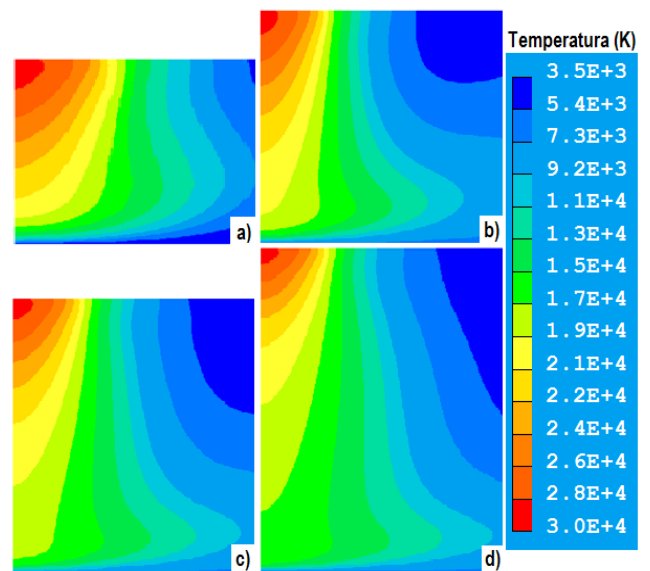 Temperatura (K)
3.5E+3
5.4E+3
7.3E+3
9.2E+3
1.1E+4
1.3E+4
1.5E+4
1.7E+4
1.9E+4
2.1E+4
2.2E+4
2.4E+4
2.6E+4
2.8E+4
3.0E+4
a)
b)
c)
d)